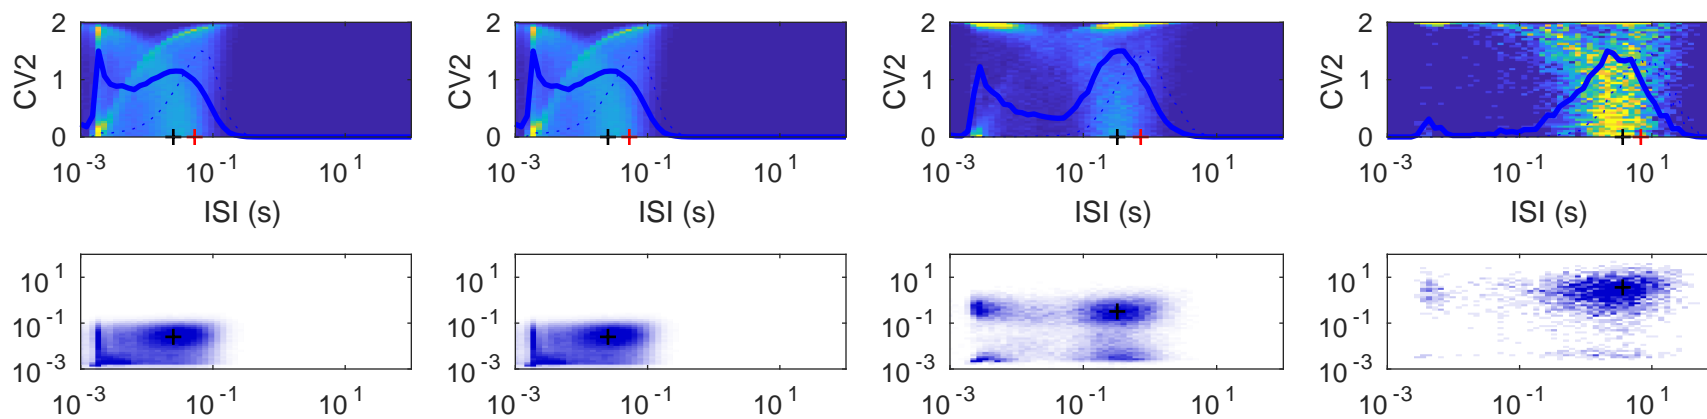 2 2 2 2
CV2 CV2 CV2 CV2
1 1 1 1
0 0 0 0
10^-3 10^-1 10^1 10^-3 10^-1 10^1 10^-3 10^-1 10^1 10^-3 10^-1 10^1
ISI (s) ISI (s) ISI (s) ISI (s)
10^1 10^1 10^1 10^1
10^-1 10^-1 10^-1 10^-1
10^-3 10^-3 10^-3 10^-3
10^-3 10^-1 10^1 10^-3 10^-1 10^1 10^-3 10^-1 10^1 10^-3 10^-1 10^1